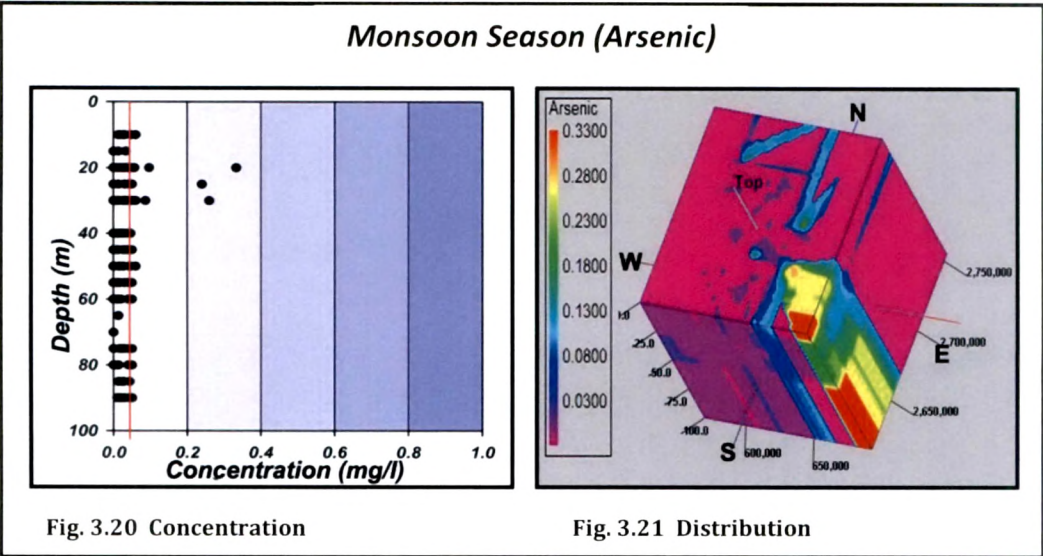 Monsoon Season (Arsenic)
0
20
40
60
80
100
Depth (m)
0.0 0.2 0.4 0.6 0.8 1.0
Concentration (mg/l)
Arsenic
0.3300
0.2800
0.2300
0.1800
0.1300
0.0800
0.0300
N
Top
W
E
S
2,750,000
2,700,000
2,650,000
650,000
600,000
-25.0
-50.0
-75.0
-100.0
Fig. 3.20 Concentration
Fig. 3.21 Distribution